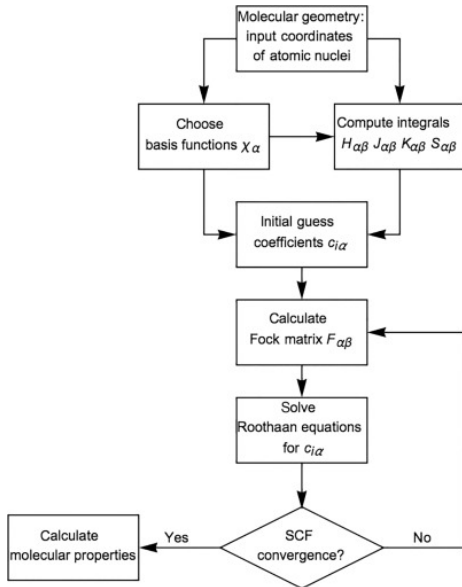 Molecular geometry:
input coordinates
of atomic nuclei
Choose
basis functions χα
Compute integrals
Hαβ Jαβ Kαβ Sαβ
Initial guess
coefficients ciα
Calculate
Fock matrix Fαβ
Solve
Roothaan equations
for ciα
SCF
convergence?
Yes
No
Calculate
molecular properties